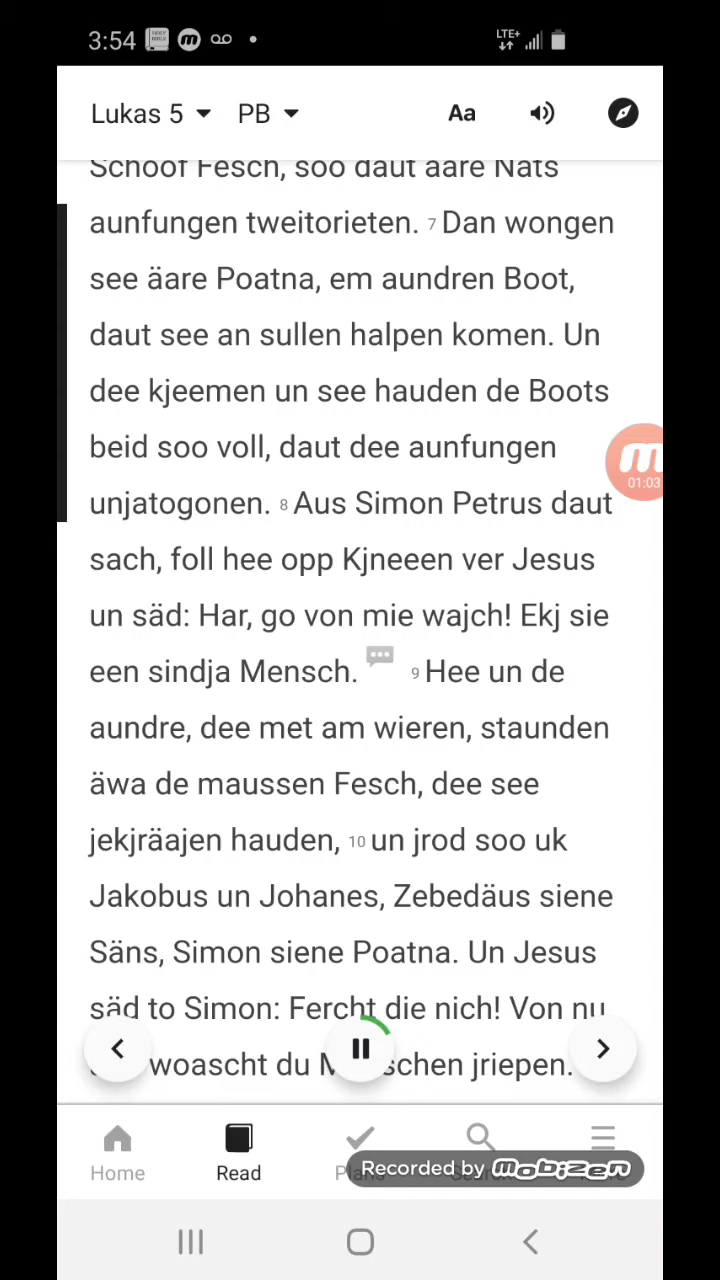 3:54 LTE+
Lukas 5 PB Aa
Schoof Fesch, soo daut äare Nats
aunfungen tweitorieten. 7 Dan wongen
see äare Poatna, em aundren Boot,
daut see an sullen halpen komen. Un
dee kjeemen un see hauden de Boots
beid soo voll, daut dee aunfungen
unjatogonen. 8 Aus Simon Petrus daut
sach, foll hee opp Kjneeen ver Jesus
un säd: Har, go von mie wajch! Ekj sie
een sindja Mensch. 9 Hee un de
aundre, dee met am wieren, staunden
äwa de maussen Fesch, dee see
jekjräajen hauden, 10 un jrod soo uk
Jakobus un Johanes, Zebedäus siene
Säns, Simon siene Poatna. Un Jesus
säd to Simon: Fercht die nich! Von nu
woascht du jriepen.
01:03
Home Read
Recorded by mobizen